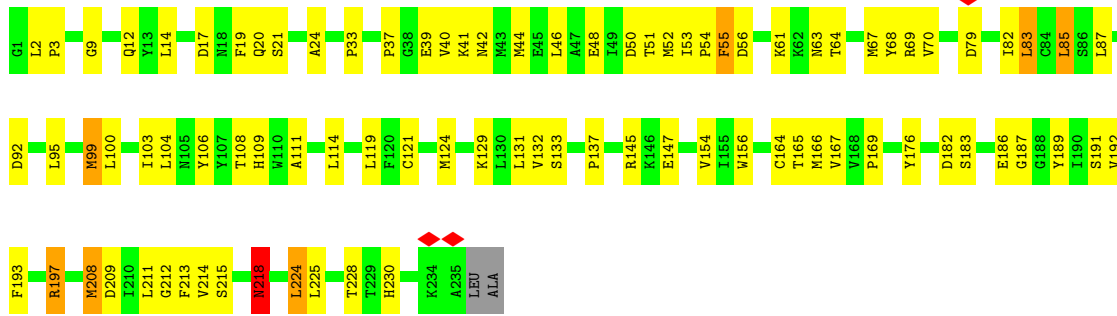 G1 L2 P3 G9 Q12 Y13 L14 D17 N18 F19 Q20 S21 A24 P33 P37 G38 E39 V40 K41 N42 M43 M44 E45 L46 A47 E48 I49 D50 T51 M52 I53 P54 F55 D56 K61 K62 N63 T64 M67 Y68 R69 V70 D79 I82 L83 C84 L85 S86 L87
D92 L95 M99 L100 I103 L104 N105 Y106 Y107 T108 H109 W110 A111 L114 L119 F120 C121 M124 K129 L130 L131 V132 S133 P137 R145 K146 E147 V154 I155 W156 C164 T165 M166 V167 V168 P169 Y176 D182 S183 E186 G187 G188 Y189 I190 S191 V192
F193 R197 M208 D209 I210 L211 G212 F213 V214 S215 N218 L224 L225 T228 T229 H230 K234 A235 LEU ALA